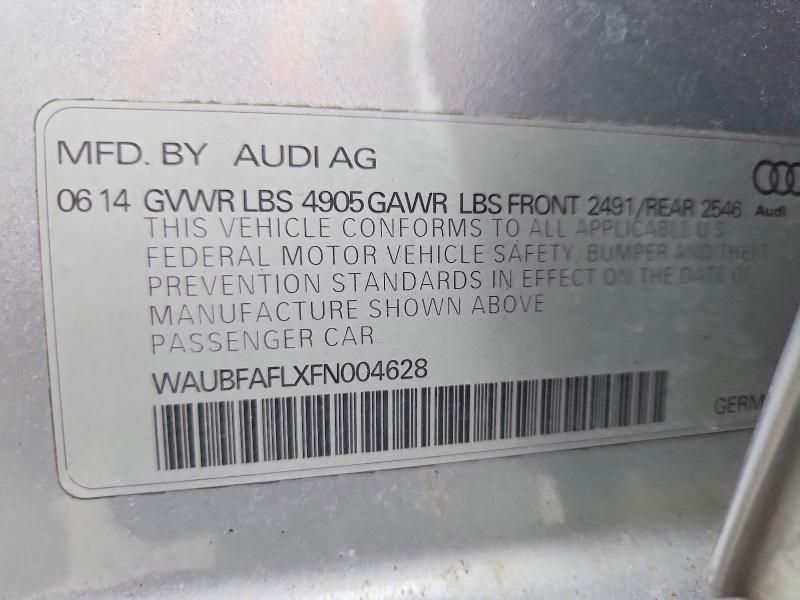 MFD. BY AUDI AG
06 14 GVWR LBS 4905 GAWR LBS FRONT 2491/REAR 2546
Audi
THIS VEHICLE CONFORMS TO ALL APPLICABLE U.S.
FEDERAL MOTOR VEHICLE SAFETY, BUMPER AND THEFT
PREVENTION STANDARDS IN EFFECT ON THE DATE OF
MANUFACTURE SHOWN ABOVE
PASSENGER CAR
WAUBFAFLXFN004628
GERM